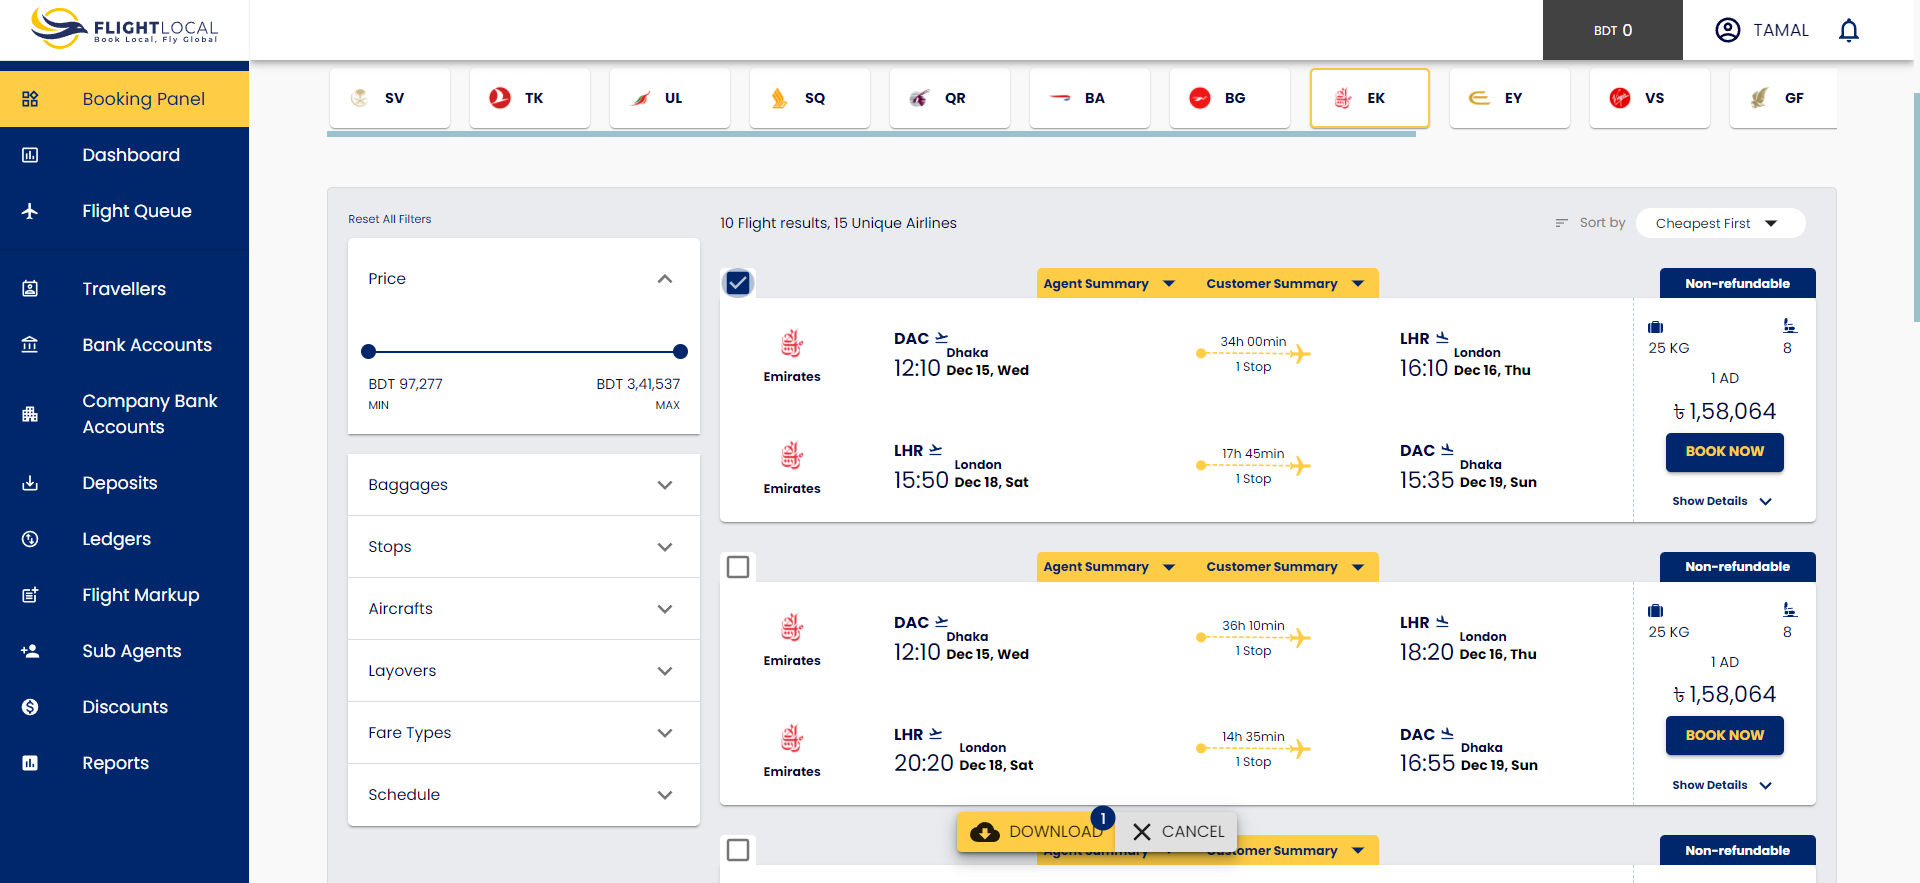 FLIGHTLOCAL
Book Local, Fly Global
BDT 0
TAMAL
Booking Panel
Dashboard
Flight Queue
Travellers
Bank Accounts
Company Bank
Accounts
Deposits
Ledgers
Flight Markup
Sub Agents
Discounts
Reports
SV
TK
UL
SQ
QR
BA
BG
EK
EY
VS
GF
Reset All Filters
Price
BDT 97,277
BDT 3,41,537
MIN
MAX
Baggages
Stops
Aircrafts
Layovers
Fare Types
Schedule
10 Flight results, 15 Unique Airlines
Sort by
Cheapest First
Agent Summary
Customer Summary
Non-refundable
Emirates
DAC
Dhaka
12:10 Dec 15, Wed
34h 00min
1 Stop
LHR
London
16:10 Dec 16, Thu
Emirates
LHR
London
15:50 Dec 18, Sat
17h 45min
1 Stop
DAC
Dhaka
15:35 Dec 19, Sun
25 KG
8
1 AD
৳ 1,58,064
BOOK NOW
Show Details
Agent Summary
Customer Summary
Non-refundable
Emirates
DAC
Dhaka
12:10 Dec 15, Wed
36h 10min
1 Stop
LHR
London
18:20 Dec 16, Thu
Emirates
LHR
London
20:20 Dec 18, Sat
14h 35min
1 Stop
DAC
Dhaka
16:55 Dec 19, Sun
25 KG
8
1 AD
৳ 1,58,064
BOOK NOW
Show Details
DOWNLOAD
1
CANCEL
Agent Summary
Customer Summary
Non-refundable